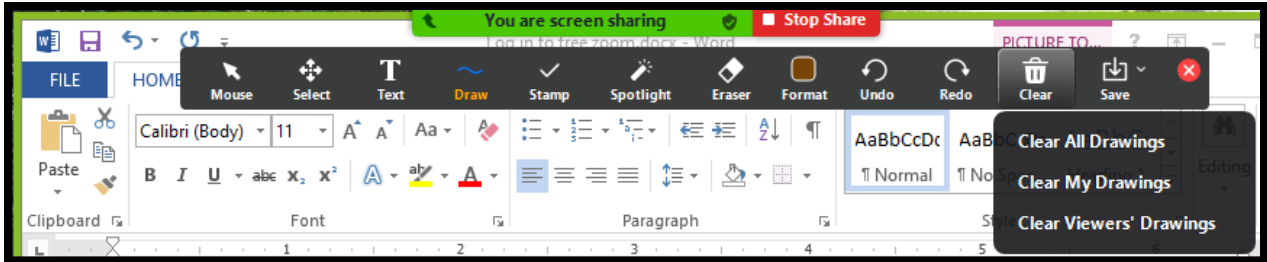 You are screen sharing Stop Share
Log in to free zoom.docx - Word PICTURE TO... ?
FILE HOME
Mouse Select Text Draw Stamp Spotlight Eraser Format Undo Redo Clear Save
Calibri (Body) 11 A A Aa
AaBbCcDc AaB
Clear All Drawings
Paste B I U abc X₂ X² A aby A
¶ Normal ¶ No
Editing
Clear My Drawings
Clipboard Font Paragraph
Clear Viewers' Drawings
L 1 2 3 4 5 6